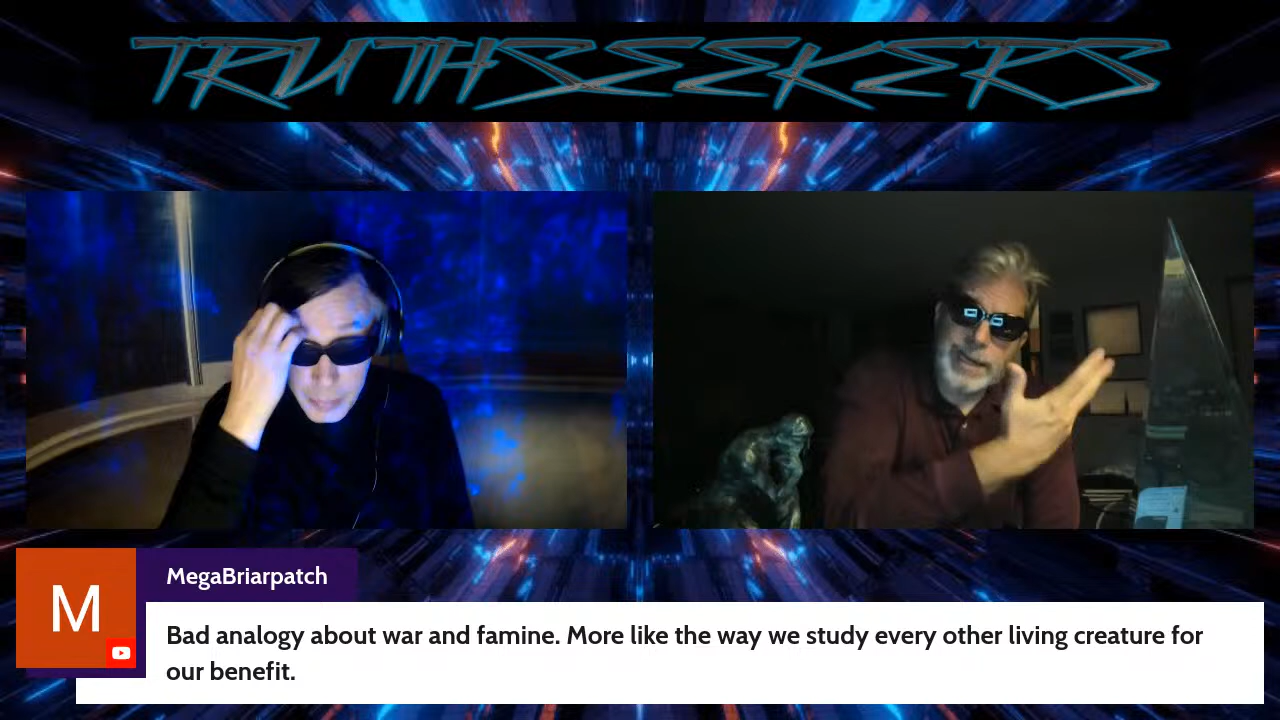 TRUTHSEEKERS
MegaBriarpatch
M
Bad analogy about war and famine. More like the way we study every other living creature for
our benefit.